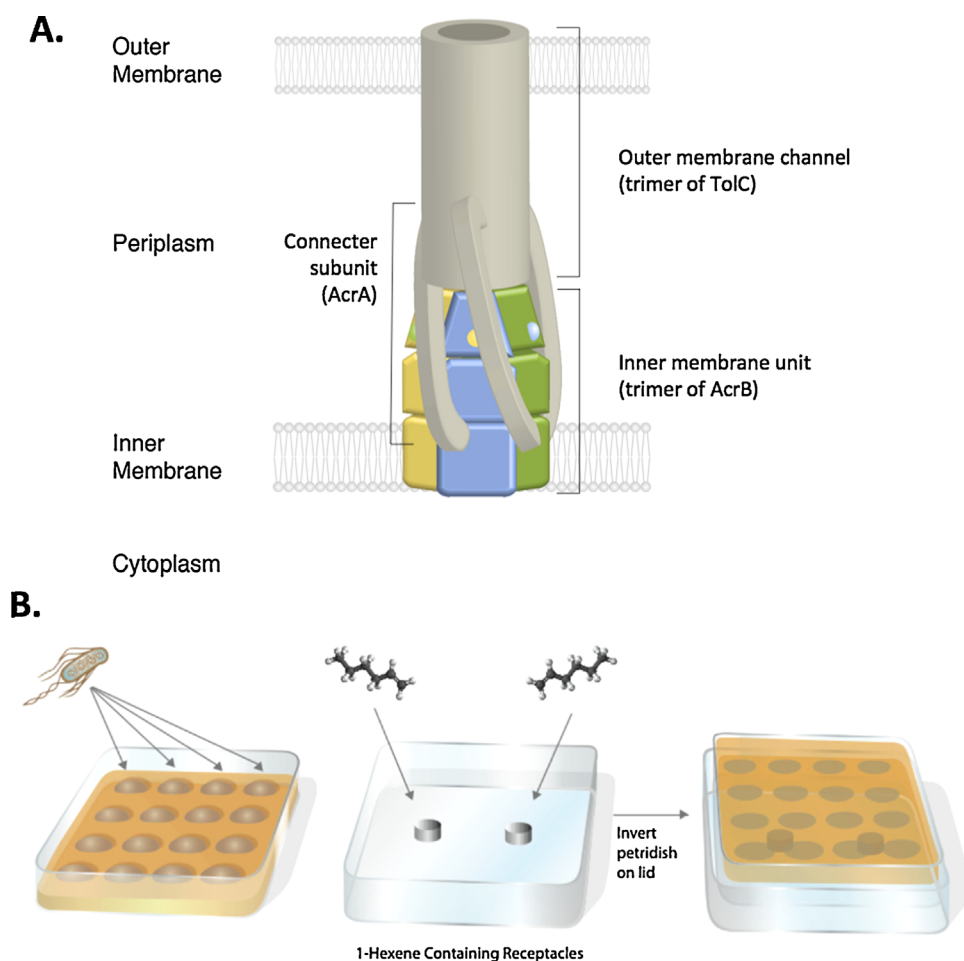 A.
Outer
Membrane
Outer membrane channel
(trimer of TolC)
Periplasm
Connecter
subunit
(AcrA)
Inner membrane unit
(trimer of AcrB)
Inner
Membrane
Cytoplasm
B.
Invert
petridish
on lid
1-Hexene Containing Receptacles